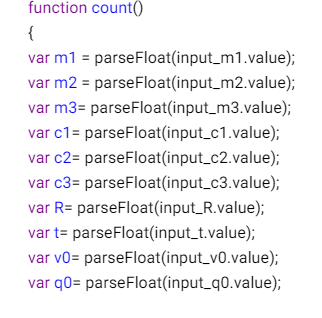 function count()
{
var m1 = parseFloat(input_m1.value);
var m2 = parseFloat(input_m2.value);
var m3= parseFloat(input_m3.value);
var c1= parseFloat(input_c1.value);
var c2= parseFloat(input_c2.value);
var c3= parseFloat(input_c3.value);
var R= parseFloat(input_R.value);
var t= parseFloat(input_t.value);
var v0= parseFloat(input_v0.value);
var q0= parseFloat(input_q0.value);